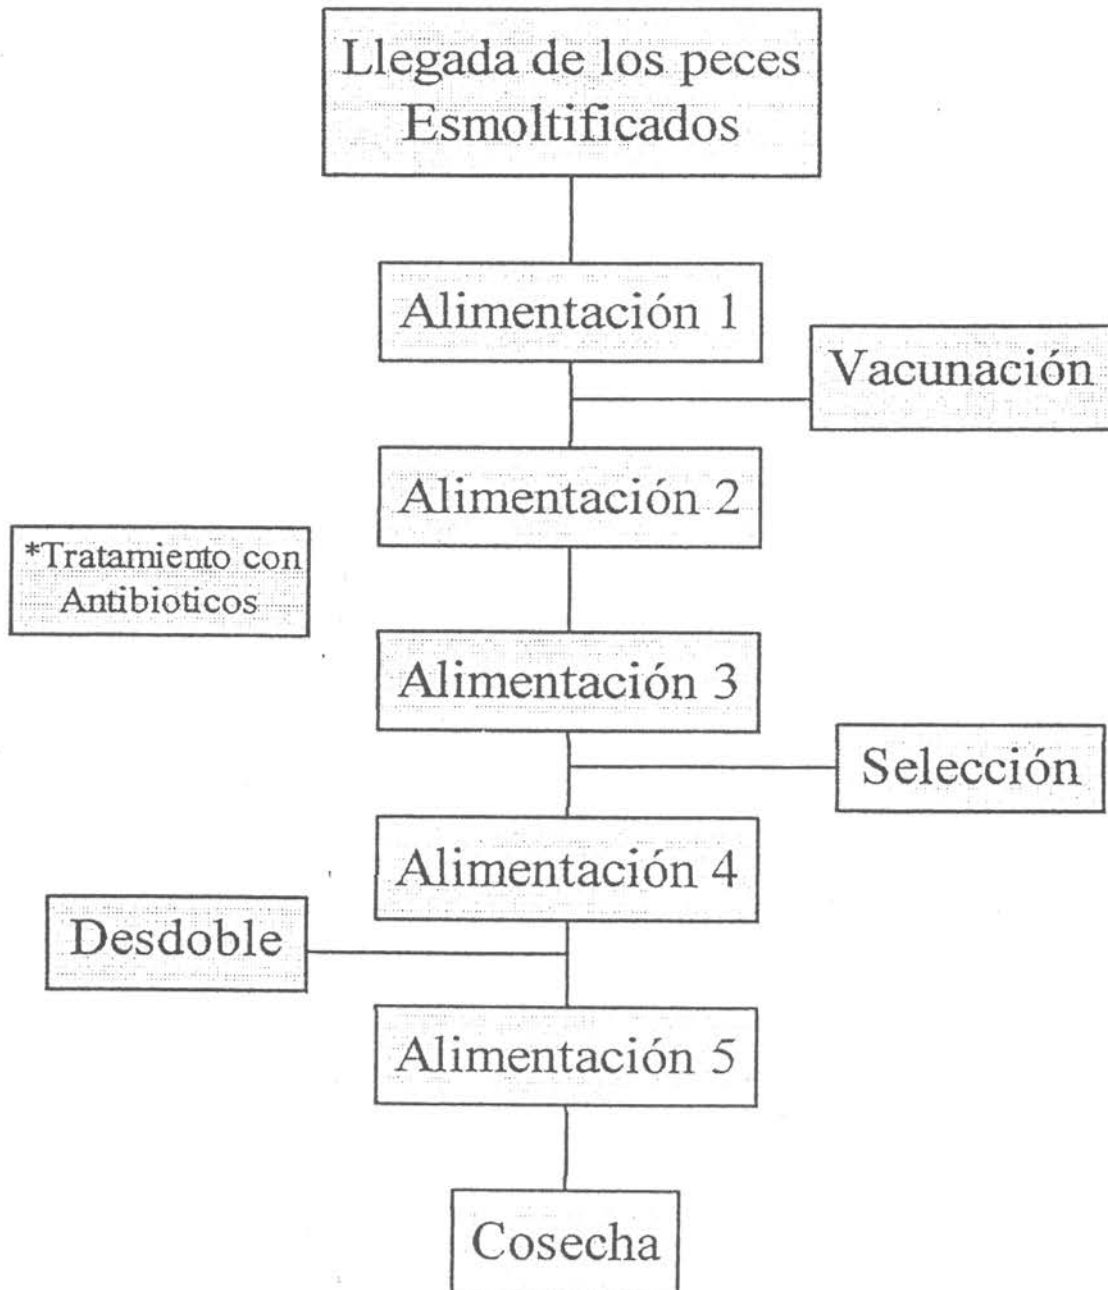 Llegada de los peces
Esmoltificados
Alimentación 1
Vacunación
Alimentación 2
*Tratamiento con
Antibioticos
Alimentación 3
Selección
Alimentación 4
Desdoble
Alimentación 5
Cosecha